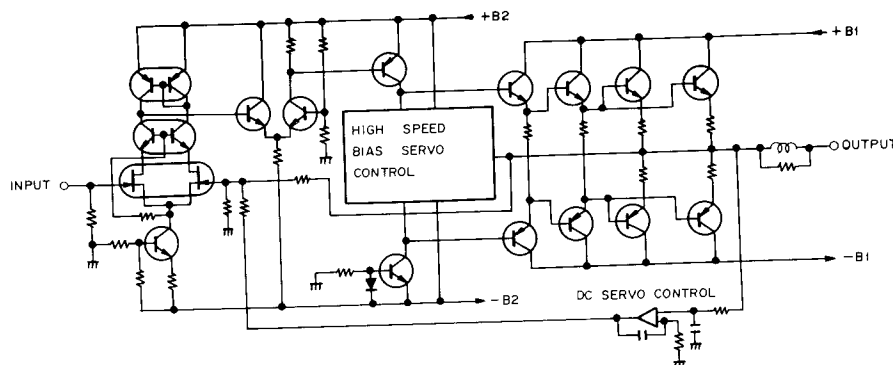 +B2
+B1
HIGH SPEED
BIAS SERVO
CONTROL
OUTPUT
INPUT
-B1
-B2
DC SERVO CONTROL